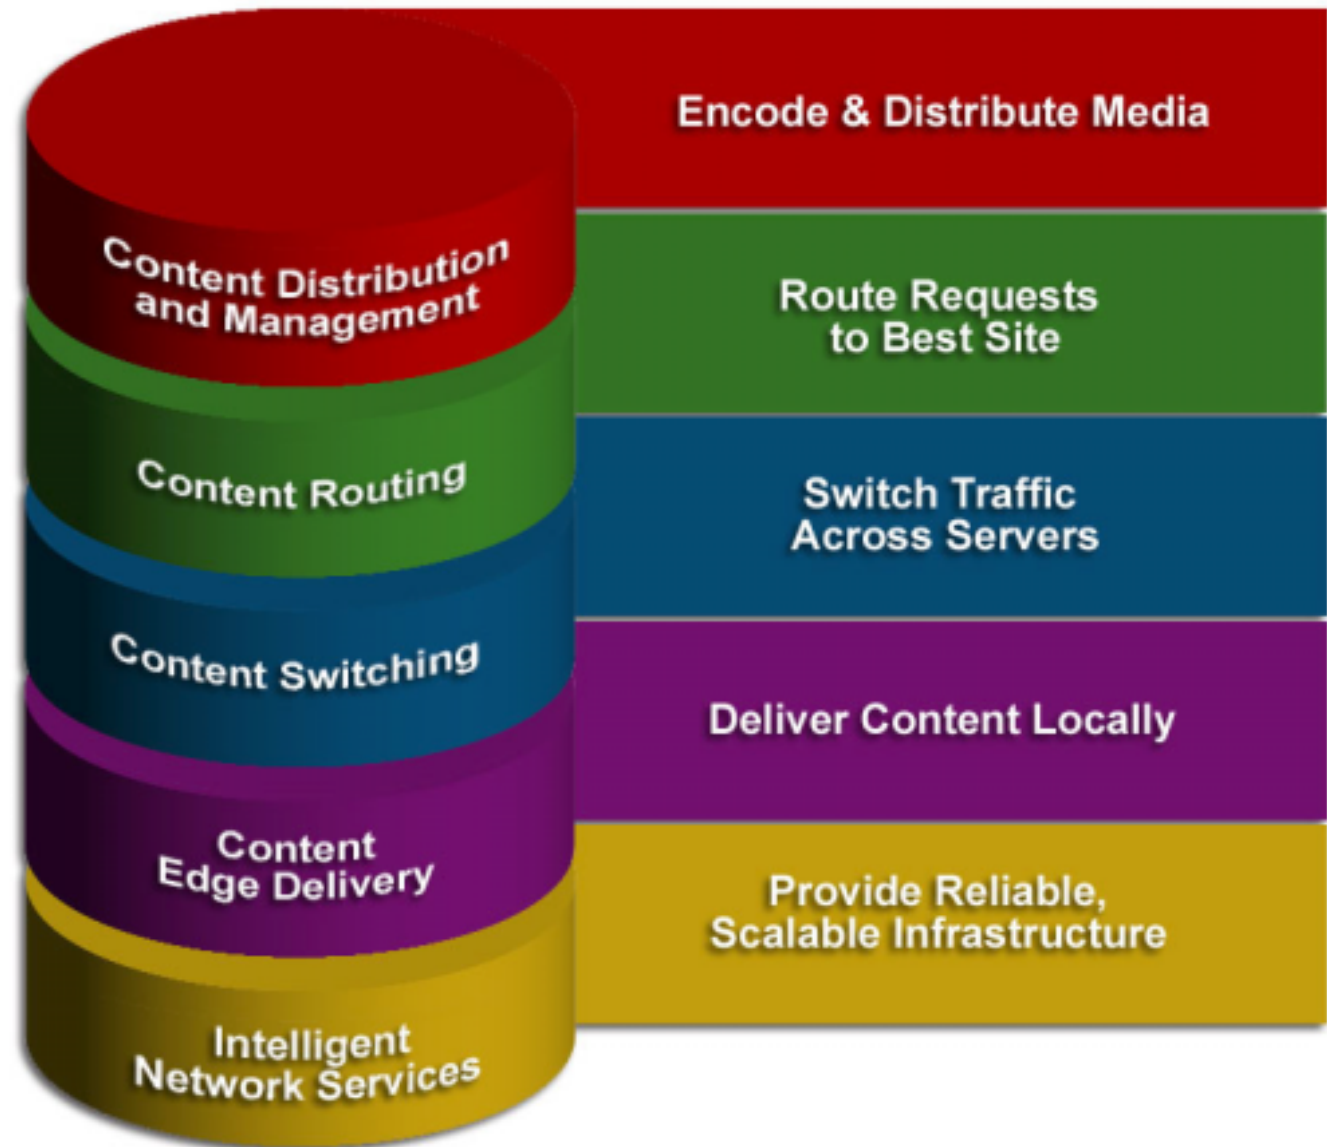 Encode & Distribute Media
Content Distribution
and Management
Route Requests
to Best Site
Content Routing
Switch Traffic
Across Servers
Content Switching
Deliver Content Locally
Content
Edge Delivery
Provide Reliable,
Scalable Infrastructure
Intelligent
Network Services